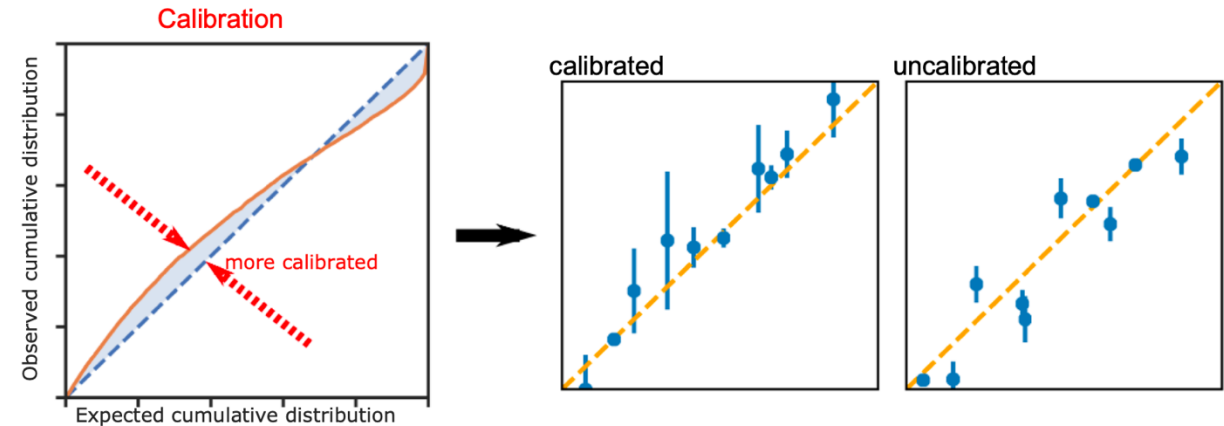 Calibration
Observed cumulative distribution
more calibrated
Expected cumulative distribution
calibrated
uncalibrated